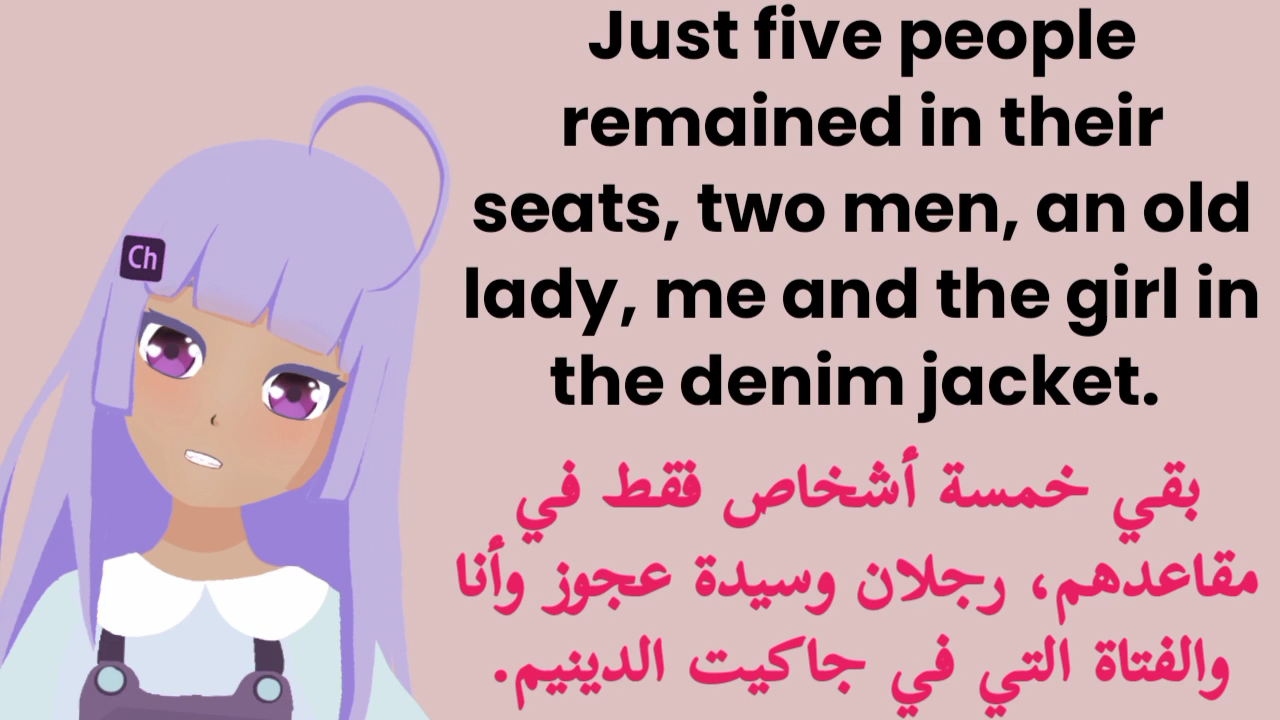 Just five people
remained in their
seats, two men, an old
lady, me and the girl in
the denim jacket.
بقي خمسة أشخاص فقط في
مقاعدهم، رجلان وسيدة عجوز وأنا
والفتاة التي في جاكيت الدينيم.
Ch